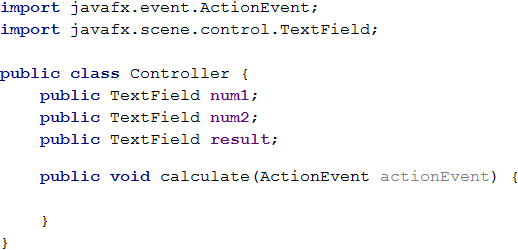 import javafx.event.ActionEvent;
import javafx.scene.control.TextField;
public class Controller {
    public TextField num1;
    public TextField num2;
    public TextField result;
    public void calculate(ActionEvent actionEvent) {
    }
}